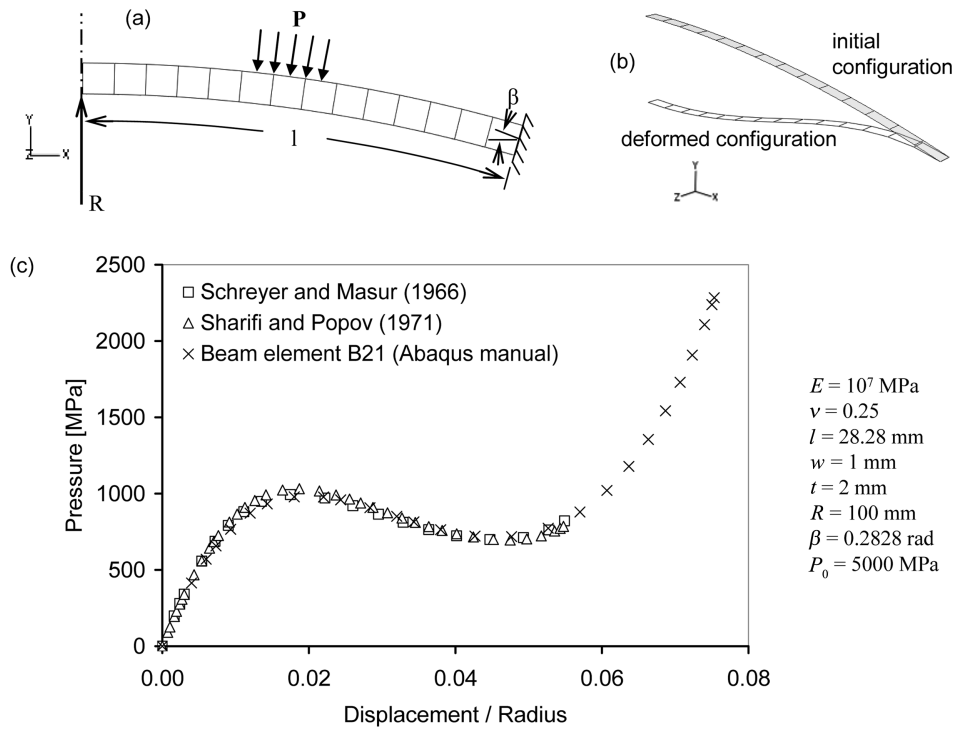 (a)
P
β
l
Y
Z X
R
(b)
initial
configuration
deformed configuration
Y
Z X
(c)
2500
2000
1500
1000
500
0
Pressure [MPa]
Schreyer and Masur (1966)
Sharifi and Popov (1971)
Beam element B21 (Abaqus manual)
0.00 0.02 0.04 0.06 0.08
Displacement / Radius
E = 10⁷ MPa
ν = 0.25
l = 28.28 mm
w = 1 mm
t = 2 mm
R = 100 mm
β = 0.2828 rad
P₀ = 5000 MPa